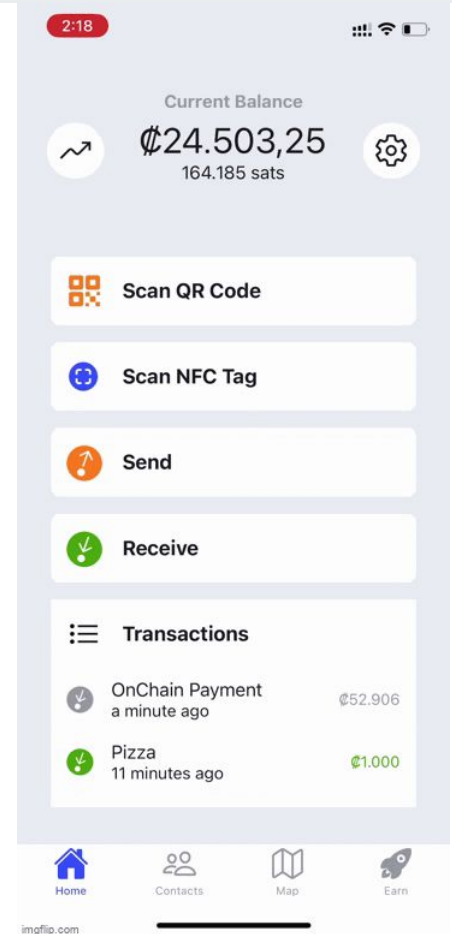 2:18
Current Balance
₡24.503,25
164.185 sats
Scan QR Code
Scan NFC Tag
Send
Receive
Transactions
OnChain Payment
a minute ago
₡52.906
Pizza
11 minutes ago
₡1.000
Home
Contacts
Map
Earn
imgflip.com